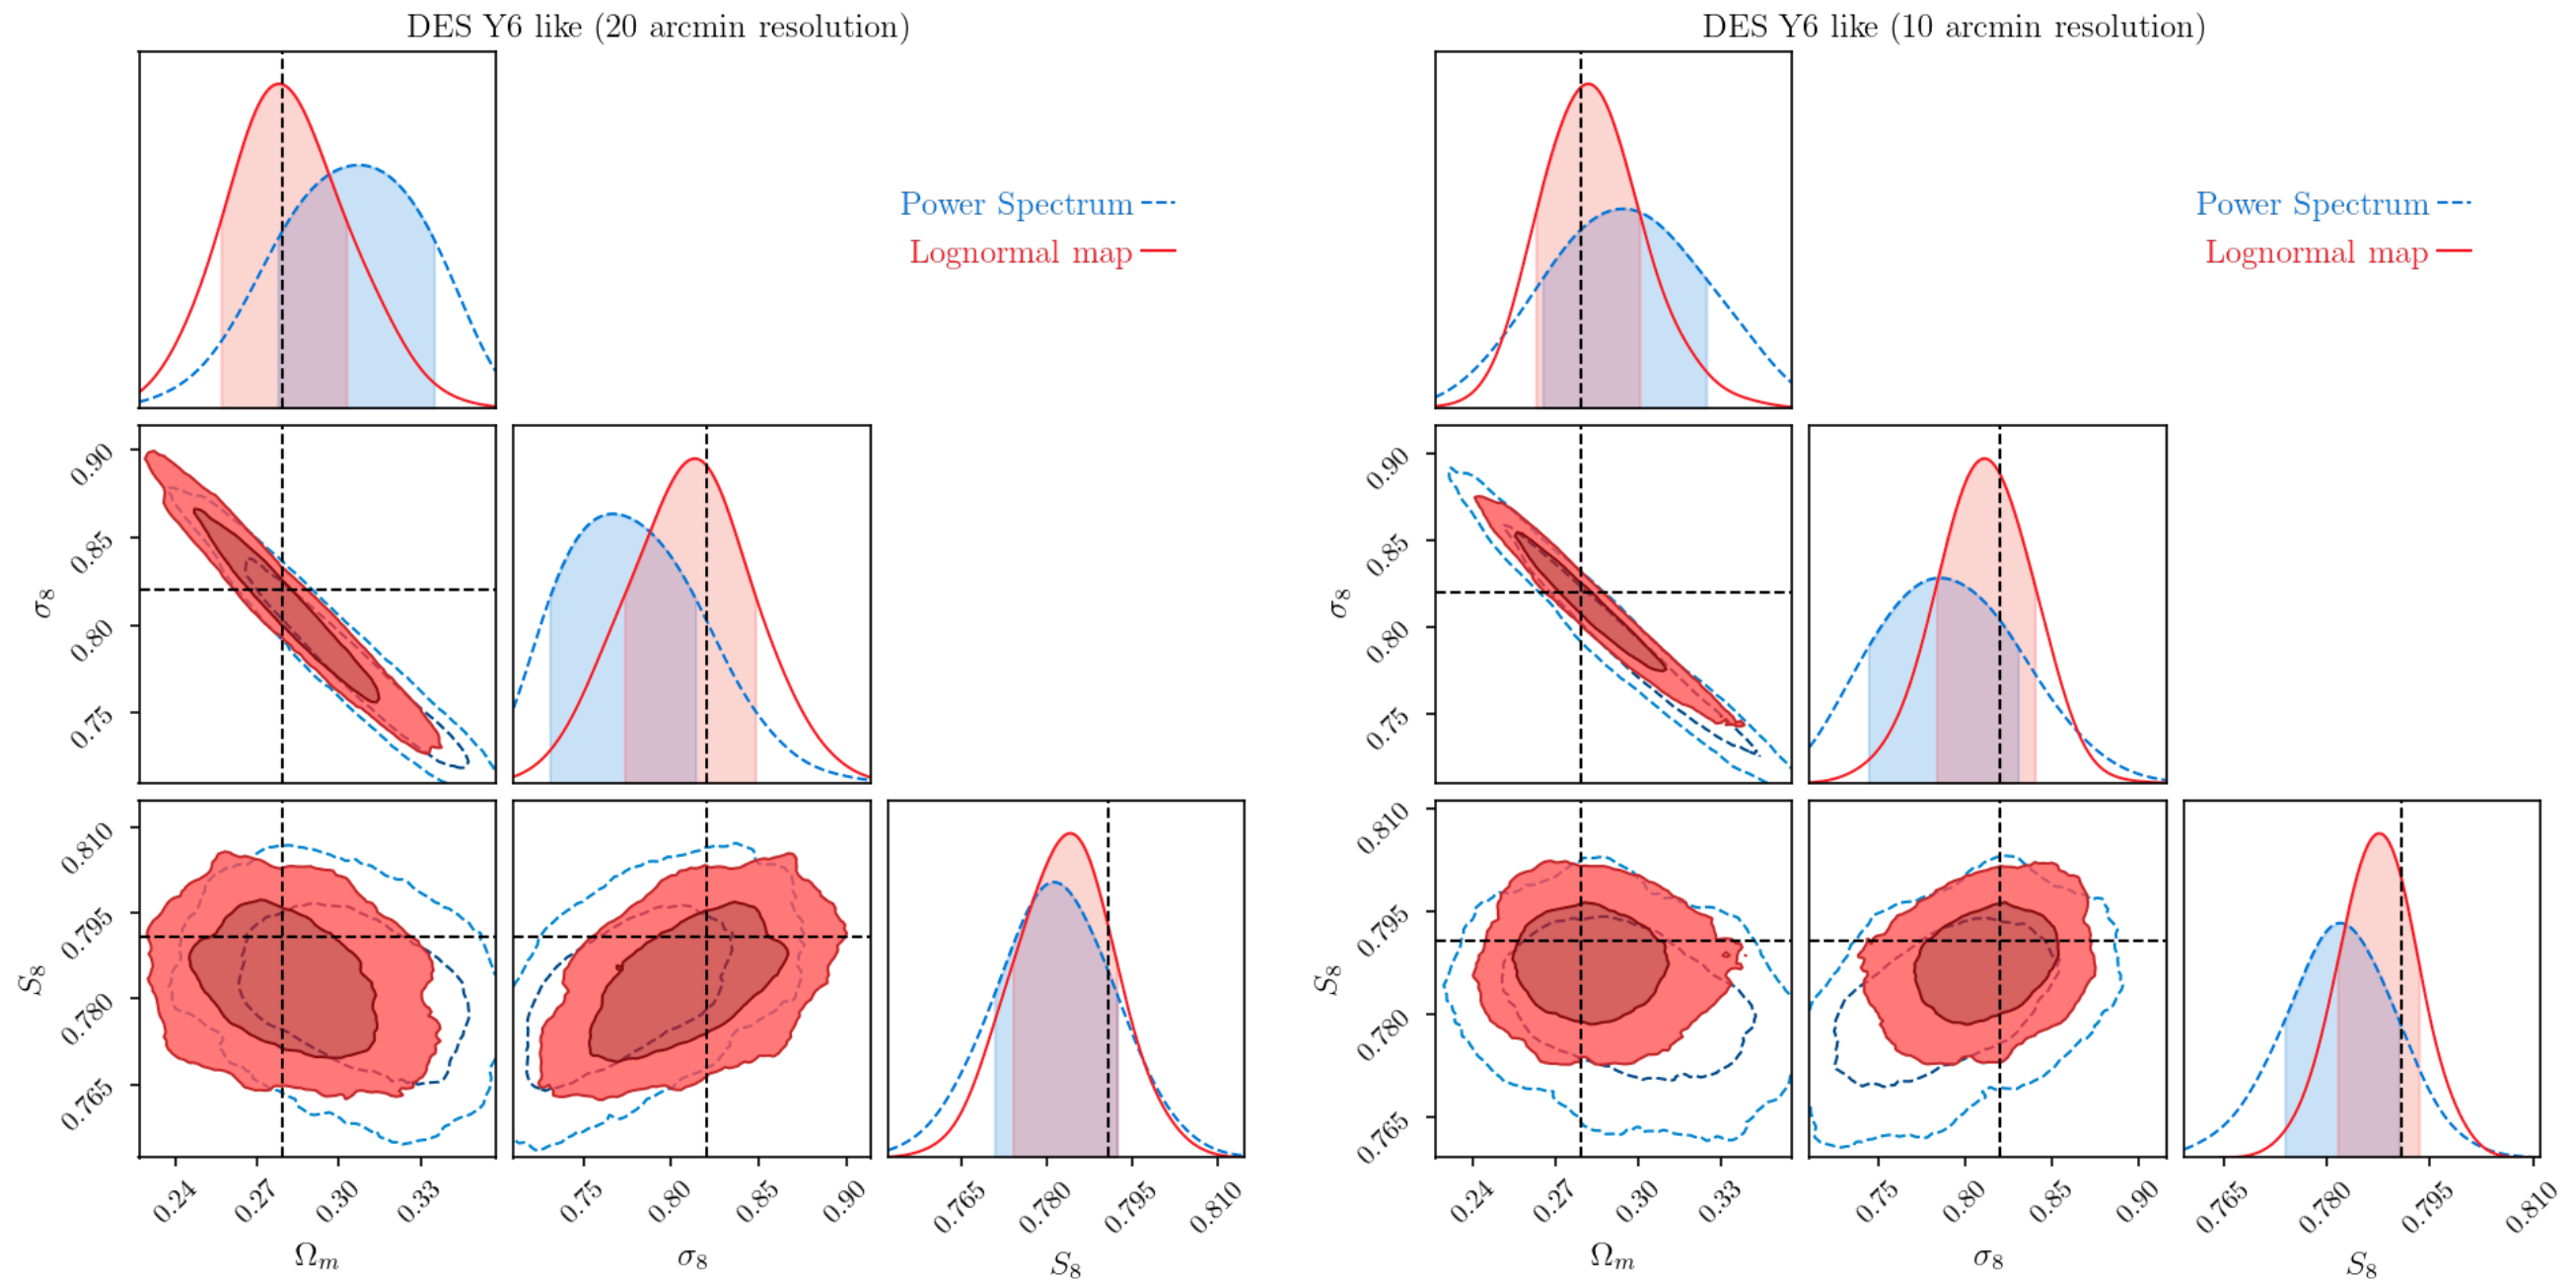 DES Y6 like (20 arcmin resolution)
Power Spectrum
Lognormal map
σ₈
0.90
0.85
0.80
0.75
S₈
0.810
0.795
0.780
0.765
0.24
0.27
0.30
0.33
Ωₘ
0.75
0.80
0.85
0.90
σ₈
0.765
0.780
0.795
0.810
S₈
DES Y6 like (10 arcmin resolution)
Power Spectrum
Lognormal map
σ₈
0.90
0.85
0.80
0.75
S₈
0.810
0.795
0.780
0.765
0.24
0.27
0.30
0.33
Ωₘ
0.75
0.80
0.85
0.90
σ₈
0.765
0.780
0.795
0.810
S₈